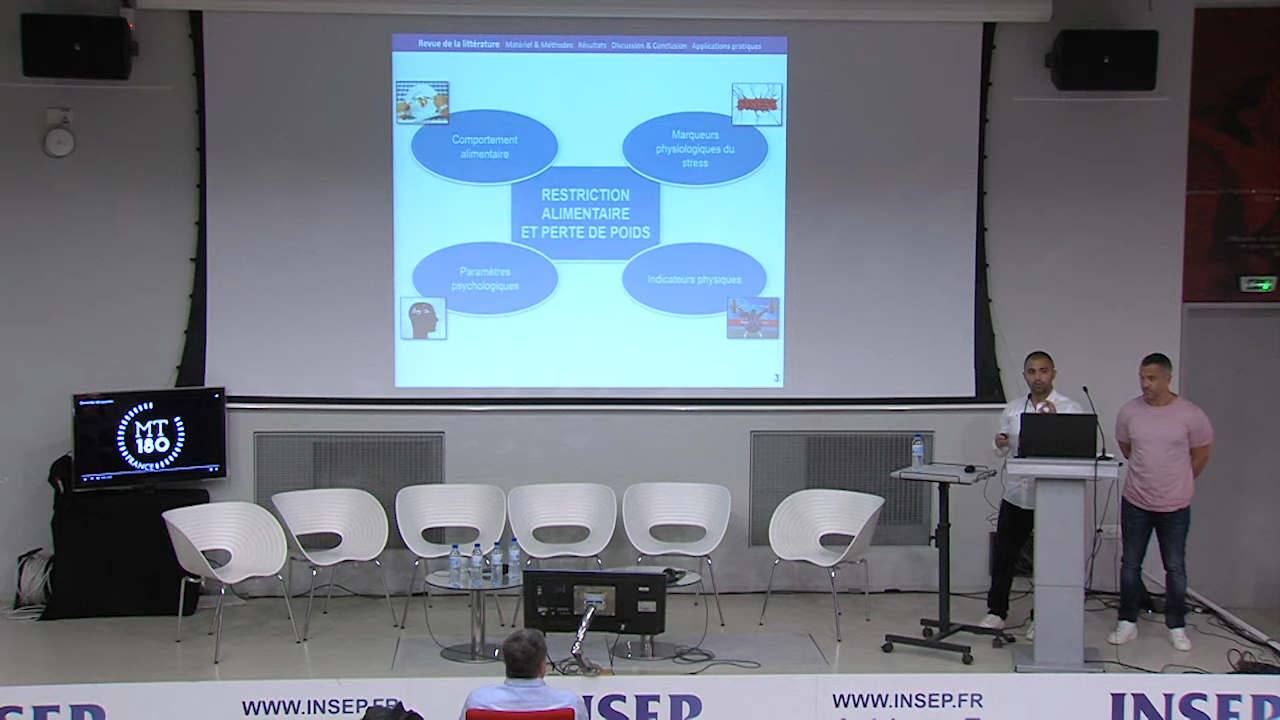 Revue de la littérature Matériel & Méthodes Résultats Discussion & Conclusion Applications pratiques
Comportement
alimentaire
Marqueurs
physiologiques du
stress
STRESS
RESTRICTION
ALIMENTAIRE
ET PERTE DE POIDS
Paramètres
psychologiques
Indicateurs physiques
3
MT
180
FRANCE
WWW.INSEP.FR
INSEP
WWW.INSEP.FR
INSEP